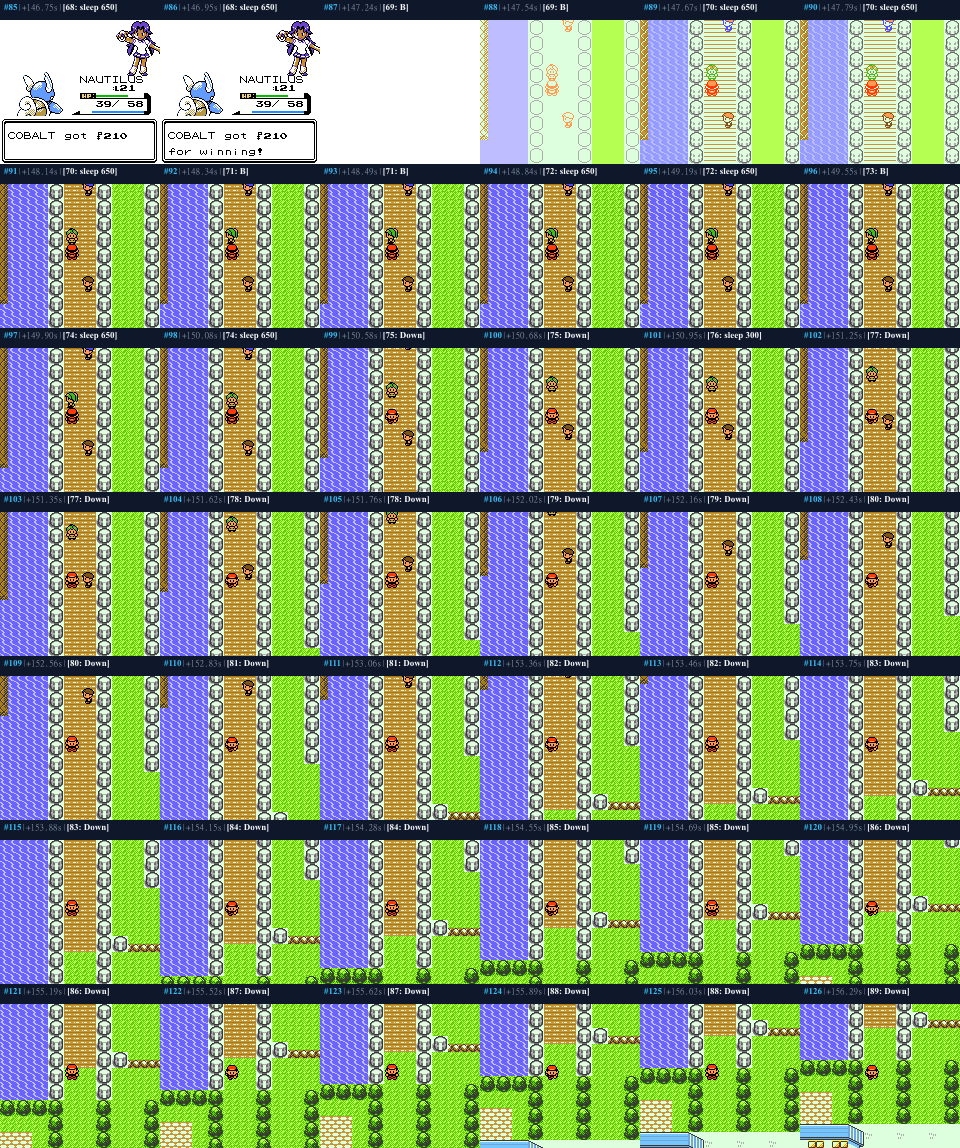 #85 | +146.75s | [68: sleep 650]
#86 | +146.95s | [68: sleep 650]
#87 | +147.24s | [69: B]
#88 | +147.54s | [69: B]
#89 | +147.67s | [70: sleep 650]
#90 | +147.79s | [70: sleep 650]
NAUTILUS
:L21
HP:
39/ 58
COBALT got ₽210
NAUTILUS
:L21
HP:
39/ 58
COBALT got ₽210
for winning!
#91 | +148.14s | [70: sleep 650]
#92 | +148.34s | [71: B]
#93 | +148.49s | [71: B]
#94 | +148.84s | [72: sleep 650]
#95 | +149.19s | [72: sleep 650]
#96 | +149.55s | [73: B]
#97 | +149.90s | [74: sleep 650]
#98 | +150.08s | [74: sleep 650]
#99 | +150.58s | [75: Down]
#100 | +150.68s | [75: Down]
#101 | +150.95s | [76: sleep 300]
#102 | +151.25s | [77: Down]
#103 | +151.35s | [77: Down]
#104 | +151.62s | [78: Down]
#105 | +151.76s | [78: Down]
#106 | +152.02s | [79: Down]
#107 | +152.16s | [79: Down]
#108 | +152.43s | [80: Down]
#109 | +152.56s | [80: Down]
#110 | +152.83s | [81: Down]
#111 | +153.06s | [81: Down]
#112 | +153.36s | [82: Down]
#113 | +153.46s | [82: Down]
#114 | +153.75s | [83: Down]
#115 | +153.88s | [83: Down]
#116 | +154.15s | [84: Down]
#117 | +154.28s | [84: Down]
#118 | +154.55s | [85: Down]
#119 | +154.69s | [85: Down]
#120 | +154.95s | [86: Down]
#121 | +155.19s | [86: Down]
#122 | +155.52s | [87: Down]
#123 | +155.62s | [87: Down]
#124 | +155.89s | [88: Down]
#125 | +156.03s | [88: Down]
#126 | +156.29s | [89: Down]